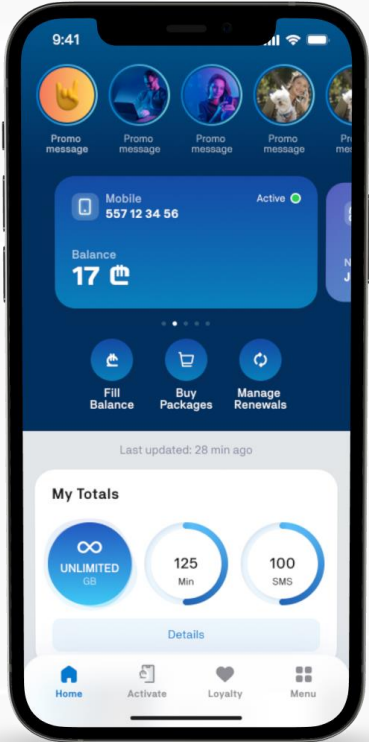 9:41
Promo
message
Promo
message
Promo
message
Promo
message
Mobile
557 12 34 56
Active
Balance
17 ₾
Fill
Balance
Buy
Packages
Manage
Renewals
Last updated: 28 min ago
My Totals
UNLIMITED
GB
125
Min
100
SMS
Details
Home
Activate
Loyalty
Menu